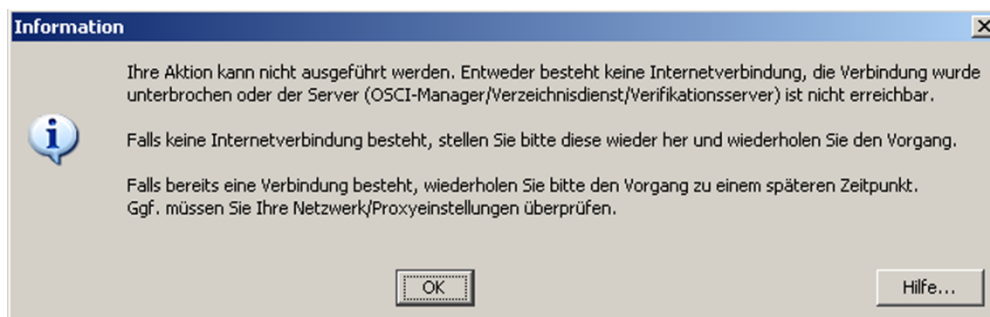 Information
Ihre Aktion kann nicht ausgeführt werden. Entweder besteht keine Internetverbindung, die Verbindung wurde
unterbrochen oder der Server (OSCI-Manager/Verzeichnisdienst/Verifikationsserver) ist nicht erreichbar.
Falls keine Internetverbindung besteht, stellen Sie bitte diese wieder her und wiederholen Sie den Vorgang.
Falls bereits eine Verbindung besteht, wiederholen Sie bitte den Vorgang zu einem späteren Zeitpunkt.
Ggf. müssen Sie Ihre Netzwerk/Proxyeinstellungen überprüfen.
OK
Hilfe...